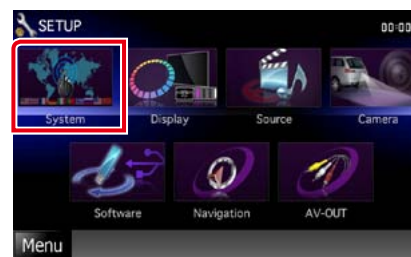 SETUP 00:00
System Display Source Camera
Software Navigation AV-OUT
Menu